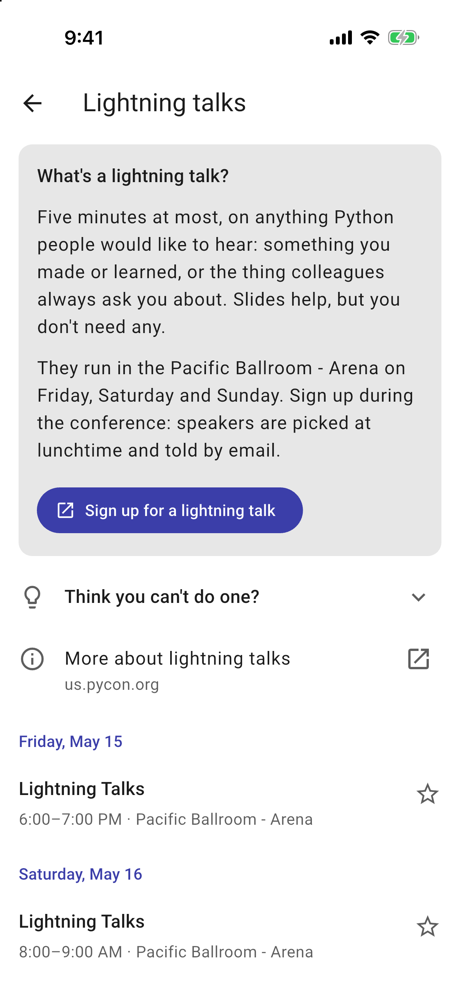 9:41
Lightning talks
What's a lightning talk?
Five minutes at most, on anything Python
people would like to hear: something you
made or learned, or the thing colleagues
always ask you about. Slides help, but you
don't need any.
They run in the Pacific Ballroom - Arena on
Friday, Saturday and Sunday. Sign up during
the conference: speakers are picked at
lunchtime and told by email.
Sign up for a lightning talk
Think you can't do one?
More about lightning talks
us.pycon.org
Friday, May 15
Lightning Talks
6:00–7:00 PM · Pacific Ballroom - Arena
Saturday, May 16
Lightning Talks
8:00–9:00 AM · Pacific Ballroom - Arena